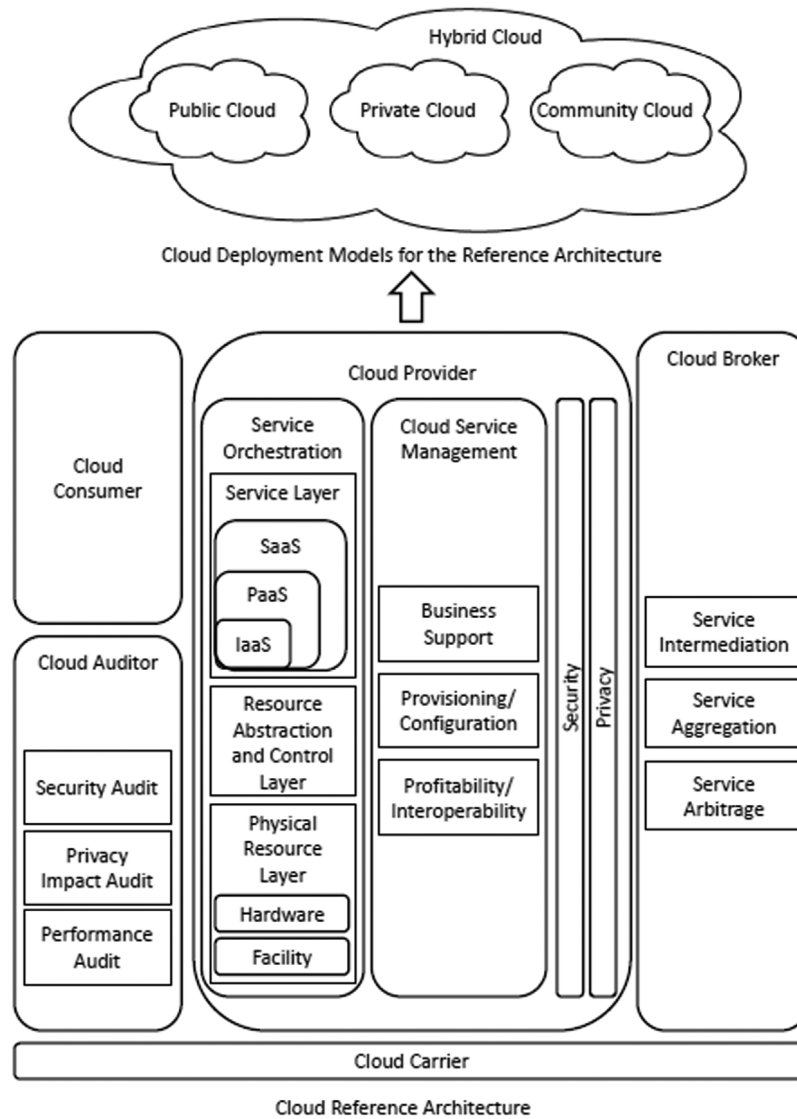 Hybrid Cloud
Public Cloud
Private Cloud
Community Cloud
Cloud Deployment Models for the Reference Architecture
Cloud
Consumer
Cloud Auditor
Security Audit
Privacy
Impact Audit
Performance
Audit
Cloud Provider
Service
Orchestration
Service Layer
SaaS
PaaS
IaaS
Resource
Abstraction
and Control
Layer
Physical
Resource
Layer
Hardware
Facility
Cloud Service
Management
Business
Support
Provisioning/
Configuration
Profitability/
Interoperability
Security
Privacy
Cloud Broker
Service
Intermediation
Service
Aggregation
Service
Arbitrage
Cloud Carrier
Cloud Reference Architecture